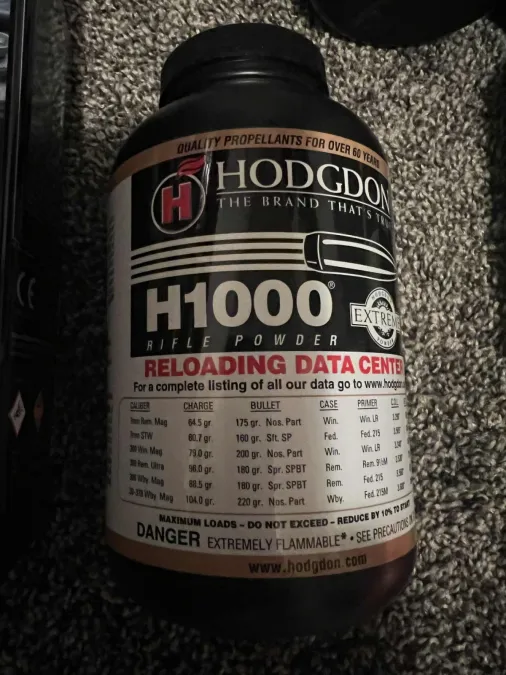 QUALITY PROPELLANTS FOR OVER 60 YEARS
H HODGDON
THE BRAND THAT'S
H1000®
RIFLE POWDER
EXTREME
RELOADING DATA CENTER
For a complete listing of all our data go to www.hodgdon
CALIBER CHARGE BULLET CASE PRIMER
7mm Rem. Mag 64.5 gr. 175 gr. Nos. Part Win. Win. LR
7mm STW 80.7 gr. 160 gr. Sft. SP Fed. Fed. 215
300 Win. Mag 79.0 gr. 200 gr. Nos. Part Win. Win. LR
300 Rem. Ultra 180 gr. Spr. SPBT Rem. Rem. 9½M
300 Wby. Mag 88.5 gr. 180 gr. Spr. SPBT Rem. Fed. 215
30-378 Wby. Mag 104.0 gr. 220 gr. Nos. Part Wby. Fed. 215M
MAXIMUM LOADS - DO NOT EXCEED - REDUCE BY 10% TO START
DANGER EXTREMELY FLAMMABLE* • SEE PRECAUTIONS
www.hodgdon.com
CE